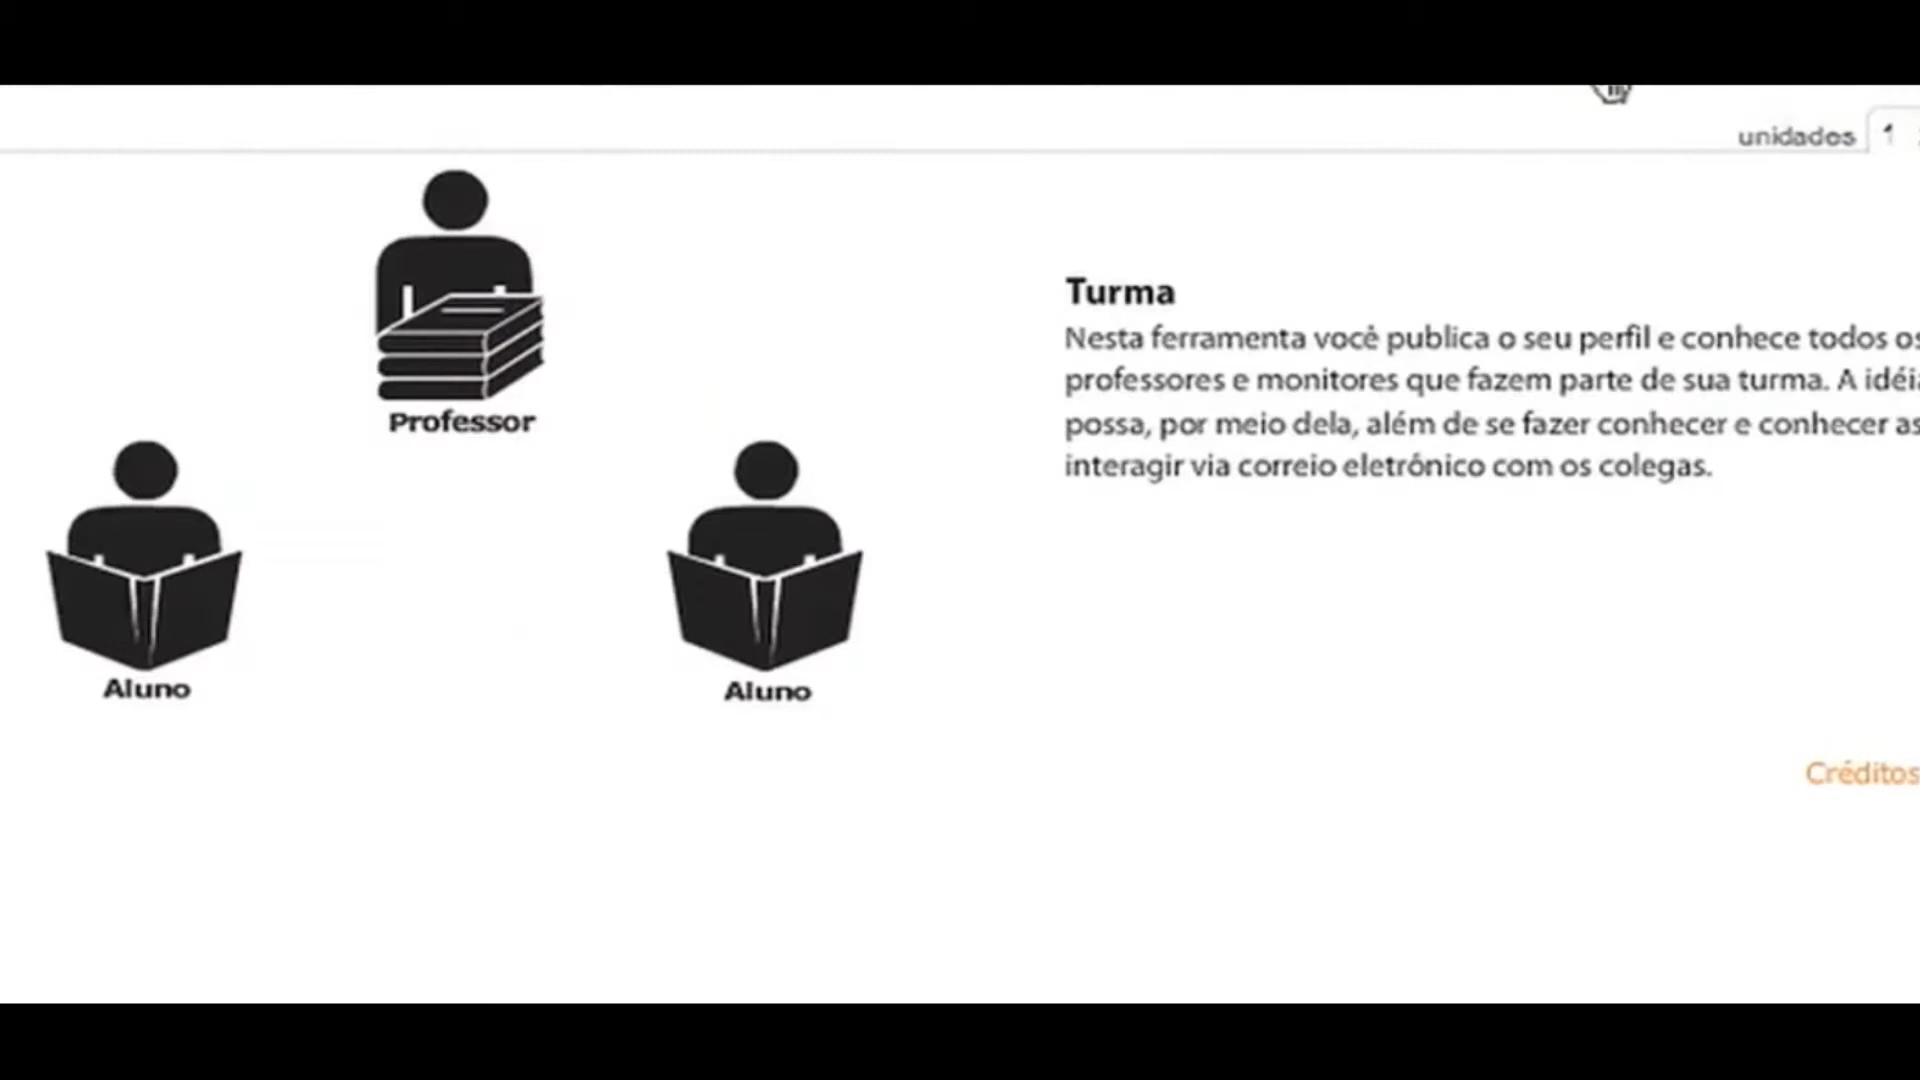 unidades 1
Professor
Turma
Nesta ferramenta você publica o seu perfil e conhece todos os
professores e monitores que fazem parte de sua turma. A idéia
possa, por meio dela, além de se fazer conhecer e conhecer as
interagir via correio eletrônico com os colegas.
Aluno
Aluno
Créditos